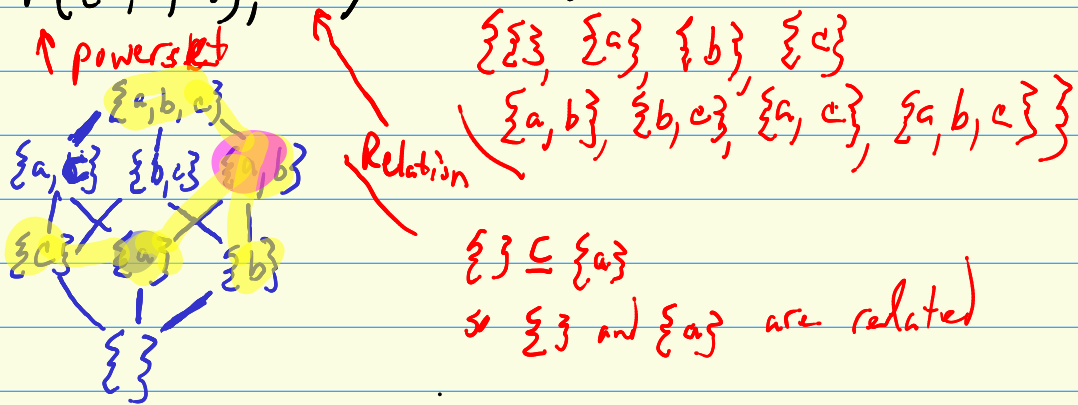 powerset
{{}, {a}, {b}, {c}
{a,b}, {b,c}, {a,c}, {a,b,c}}
Relation
{a,b,c}
{a,c} {b,c} {a,b}
{c} {a} {b}
{}
{} ⊆ {a}
so {} and {a} are related